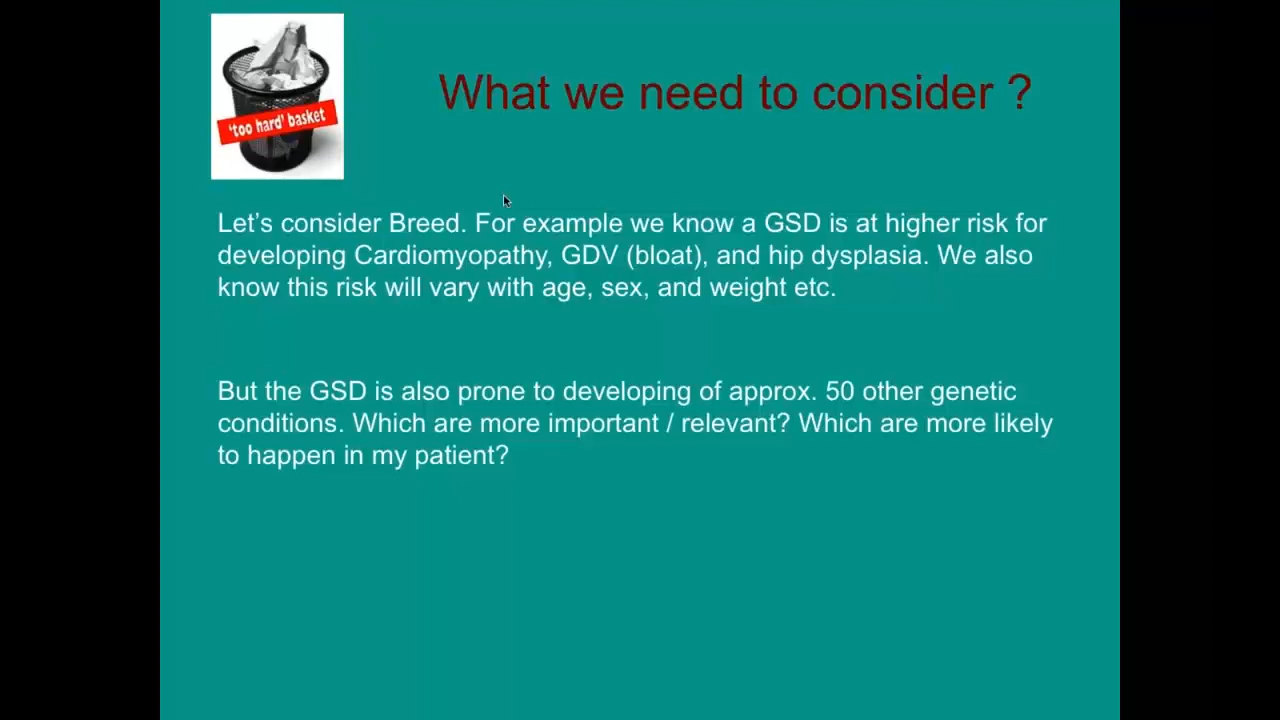 'too hard' basket
What we need to consider ?
Let's consider Breed. For example we know a GSD is at higher risk for
developing Cardiomyopathy, GDV (bloat), and hip dysplasia. We also
know this risk will vary with age, sex, and weight etc.
But the GSD is also prone to developing of approx. 50 other genetic
conditions. Which are more important / relevant? Which are more likely
to happen in my patient?